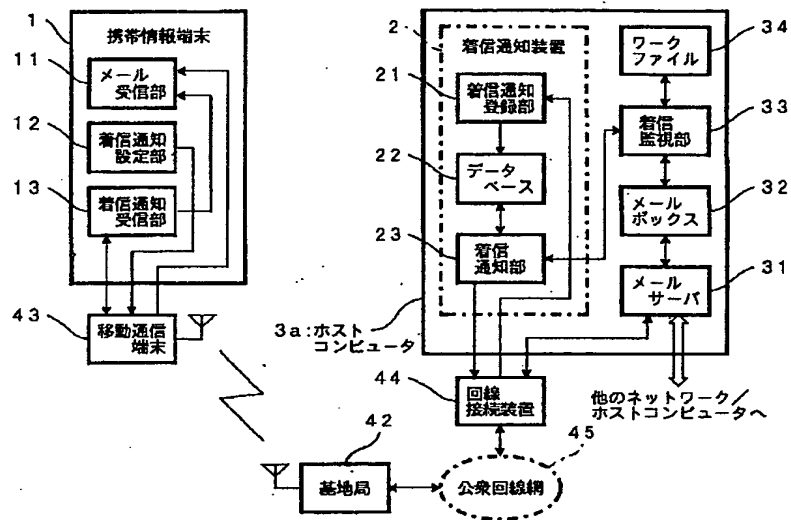 1
携帯情報端末
11
メール
受信部
12
着信通知
設定部
13
着信通知
受信部
43
移動通信
端末
2
着信通知装置
21
着信通知
登録部
22
データ
ベース
23
着信
通知部
34
ワーク
ファイル
33
着信
監視部
32
メール
ボックス
31
メール
サーバ
3a:ホスト
コンピュータ
44
回線
接続装置
他のネットワーク/
ホストコンピュータへ
42
基地局
45
公衆回線網